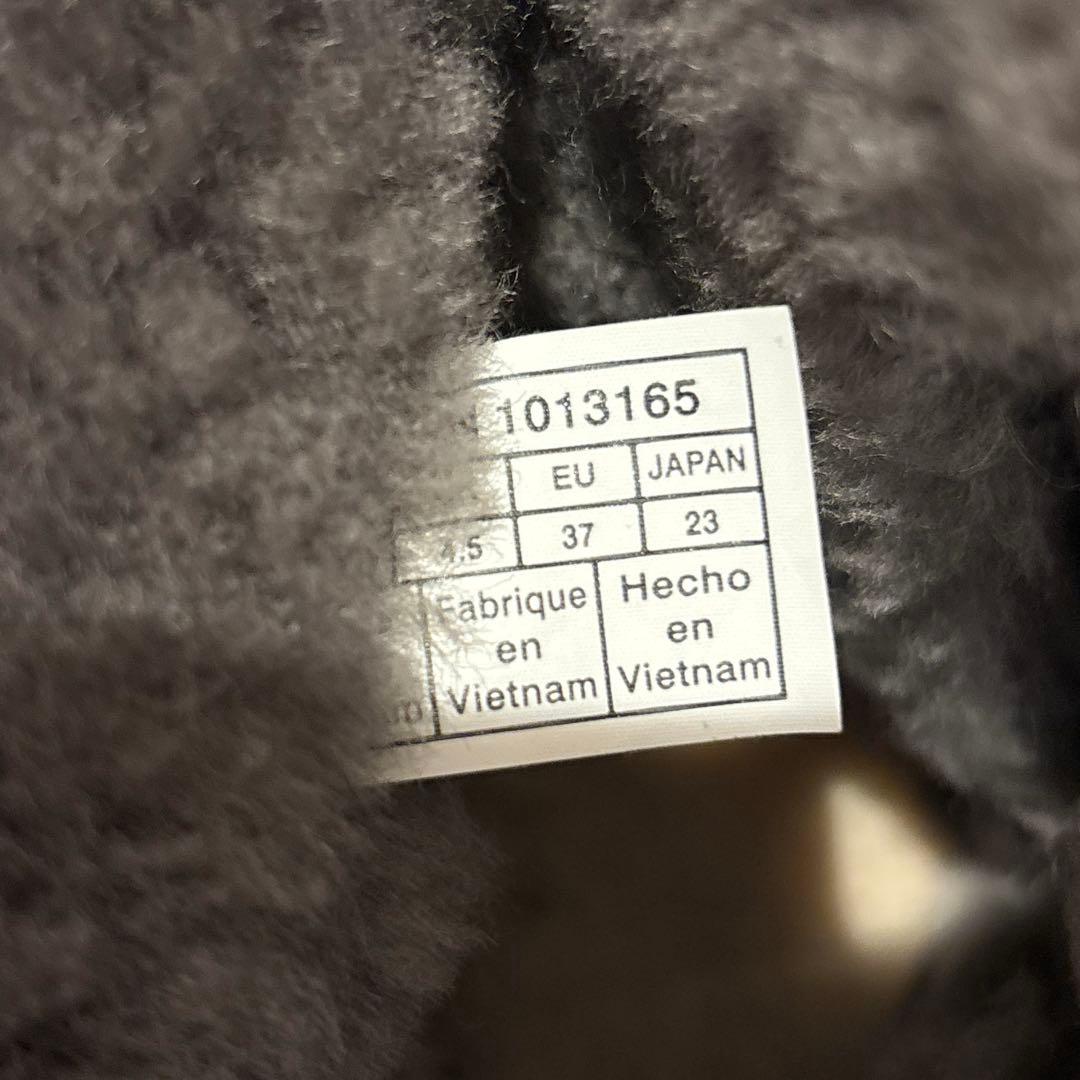 1013165
EU JAPAN
4.5 37 23
Fabrique
en
Vietnam
Hecho
en
Vietnam